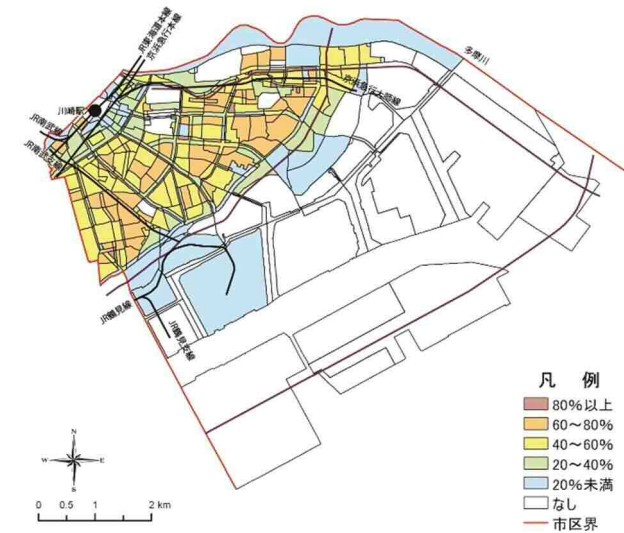 JR東海道本線
京浜急行本線
多摩川
川崎駅
京浜急行大師線
JR南武線
JR南武支線
JR鶴見線
JR鶴見支線
凡 例
80%以上
60～80%
40～60%
20～40%
20%未満
なし
市区界
N
W
E
S
0 0.5 1 2 km